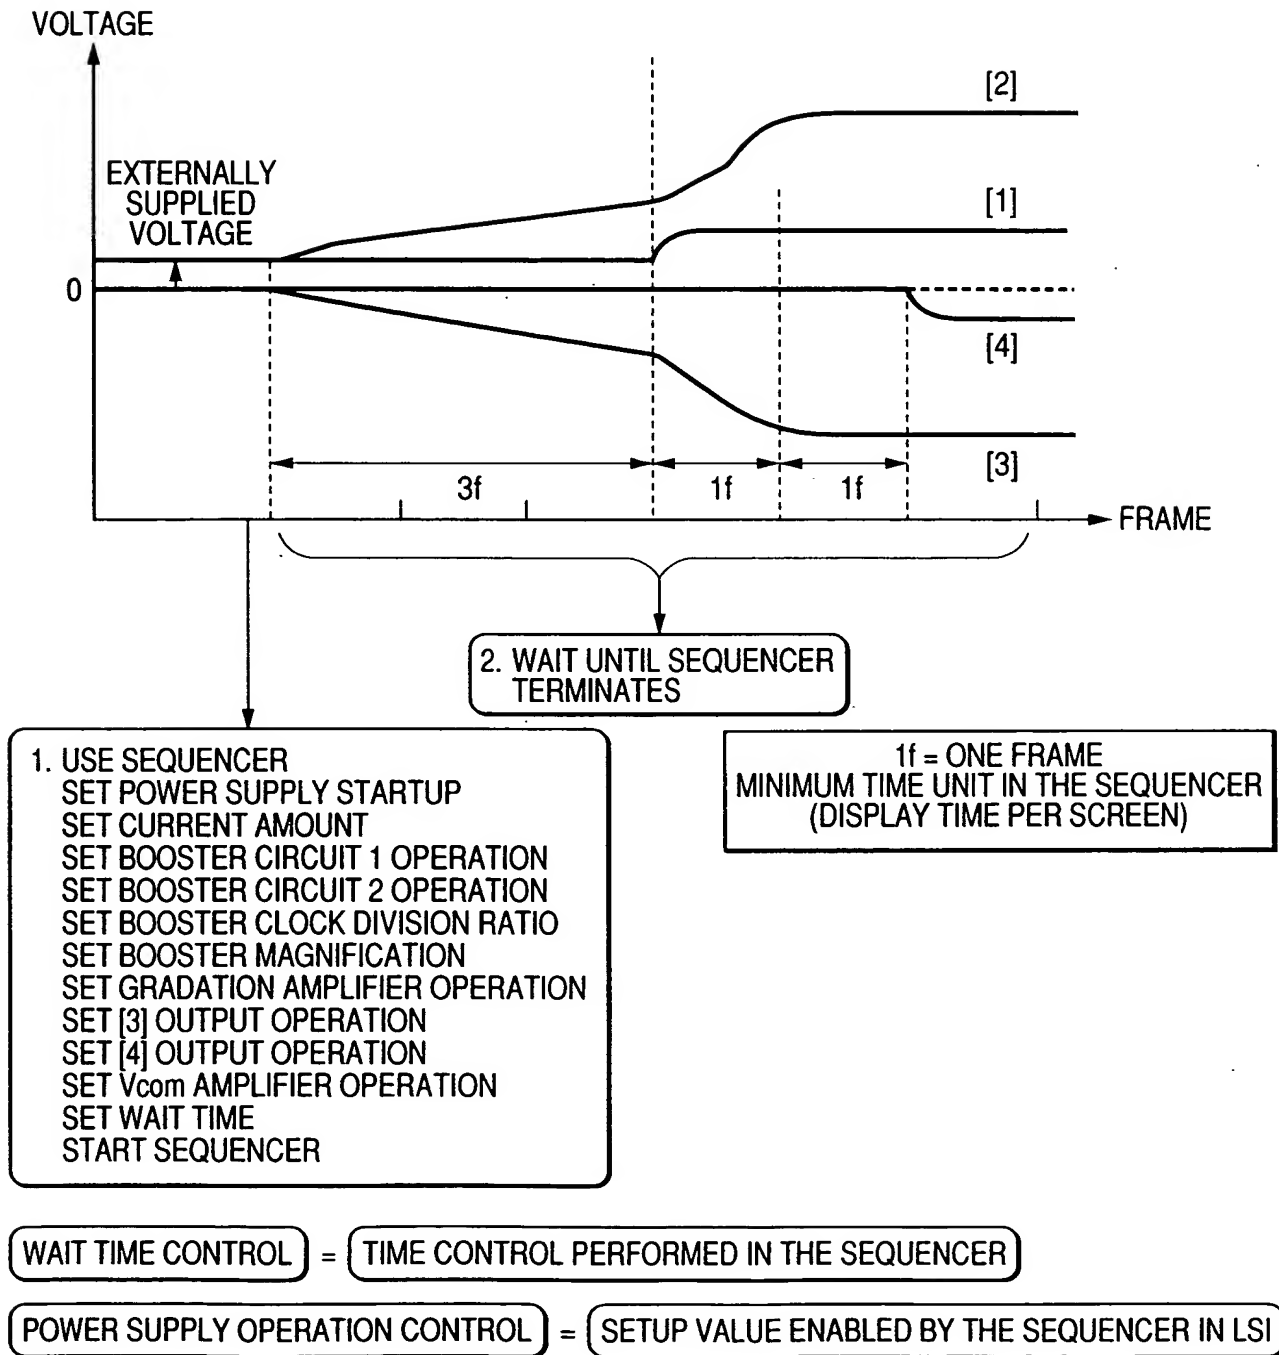 VOLTAGE
[2]
EXTERNALLY
SUPPLIED
VOLTAGE
[1]
0
[4]
[3]
3f
1f
1f
FRAME
2. WAIT UNTIL SEQUENCER
TERMINATES
1. USE SEQUENCER
SET POWER SUPPLY STARTUP
SET CURRENT AMOUNT
SET BOOSTER CIRCUIT 1 OPERATION
SET BOOSTER CIRCUIT 2 OPERATION
SET BOOSTER CLOCK DIVISION RATIO
SET BOOSTER MAGNIFICATION
SET GRADATION AMPLIFIER OPERATION
SET [3] OUTPUT OPERATION
SET [4] OUTPUT OPERATION
SET Vcom AMPLIFIER OPERATION
SET WAIT TIME
START SEQUENCER
1f = ONE FRAME
MINIMUM TIME UNIT IN THE SEQUENCER
(DISPLAY TIME PER SCREEN)
WAIT TIME CONTROL = TIME CONTROL PERFORMED IN THE SEQUENCER
POWER SUPPLY OPERATION CONTROL = SETUP VALUE ENABLED BY THE SEQUENCER IN LSI